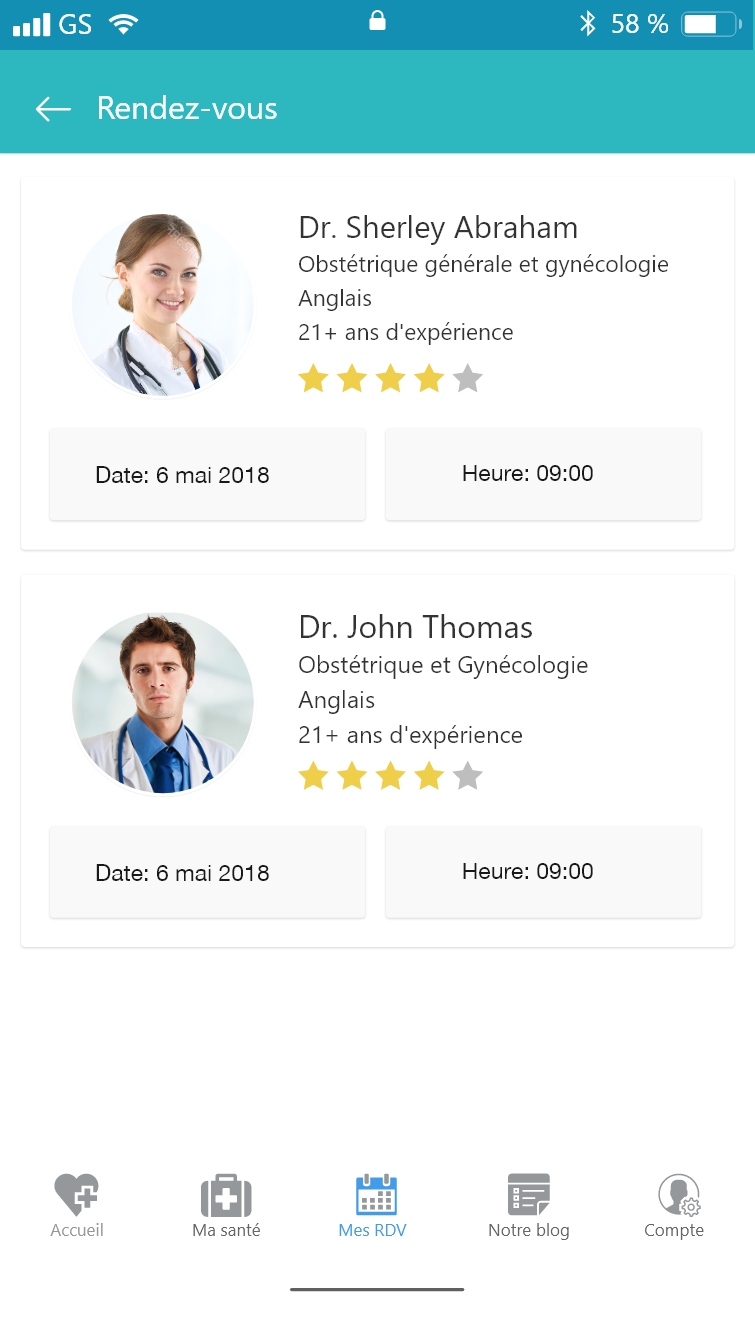 GS 58 %
Rendez-vous
Dr. Sherley Abraham
Obstétrique générale et gynécologie
Anglais
21+ ans d'expérience
Date: 6 mai 2018 Heure: 09:00
Dr. John Thomas
Obstétrique et Gynécologie
Anglais
21+ ans d'expérience
Date: 6 mai 2018 Heure: 09:00
Accueil Ma santé Mes RDV Notre blog Compte